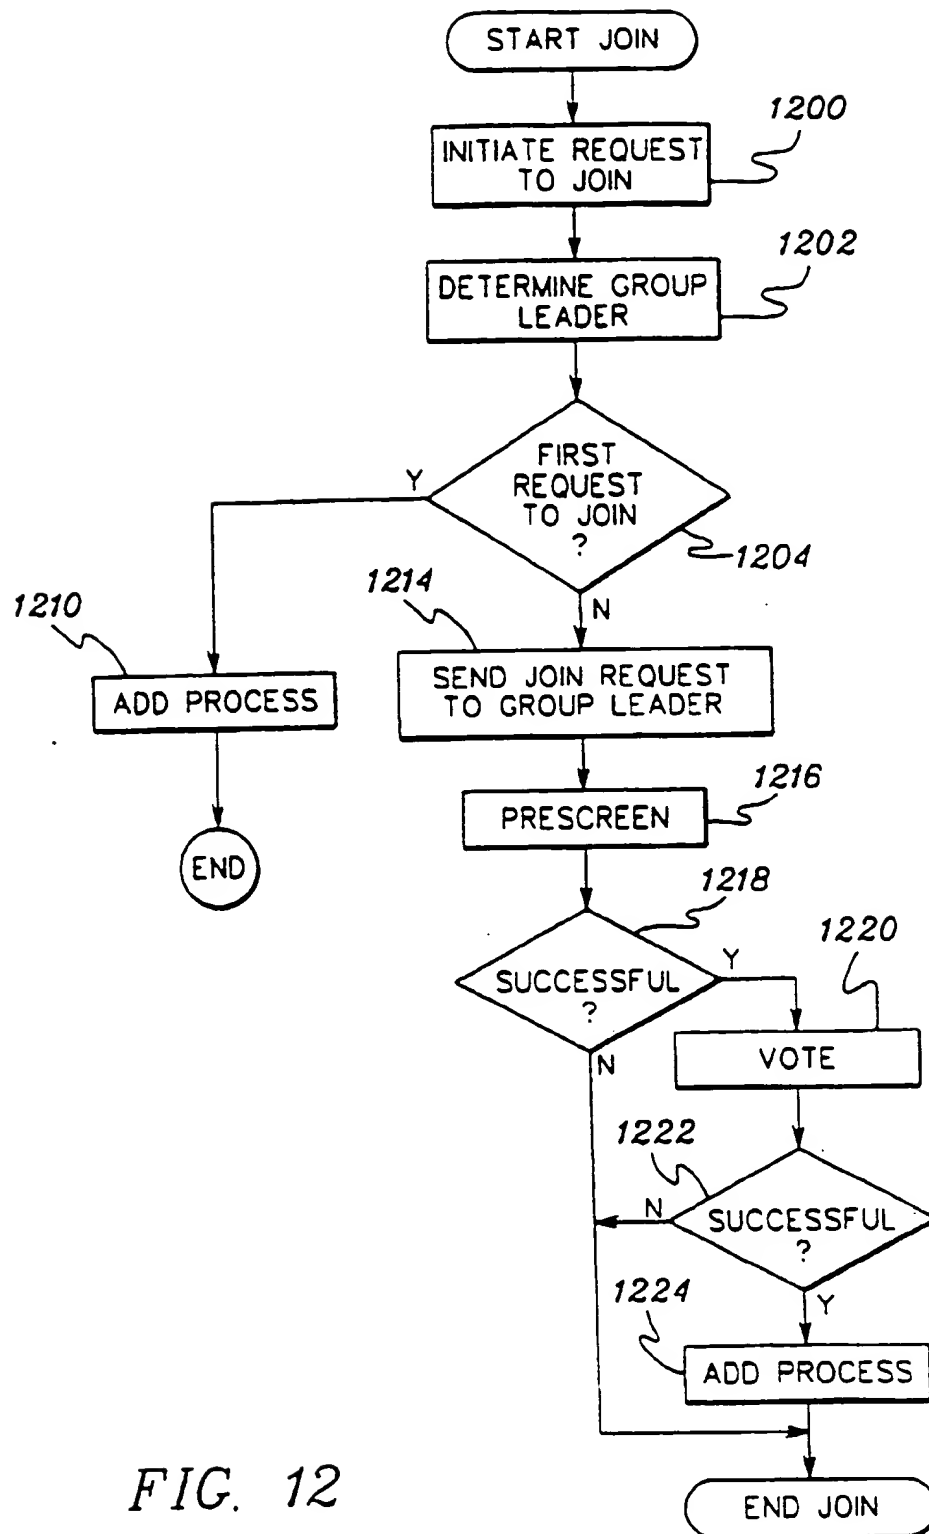 START JOIN
1200
INITIATE REQUEST
TO JOIN
1202
DETERMINE GROUP
LEADER
FIRST
REQUEST
TO JOIN
?
Y
1204
N
1210
1214
ADD PROCESS
SEND JOIN REQUEST
TO GROUP LEADER
1216
PRESCREEN
END
1218
SUCCESSFUL
?
Y
1220
N
VOTE
1222
N
SUCCESSFUL
?
1224
Y
ADD PROCESS
FIG. 12
END JOIN